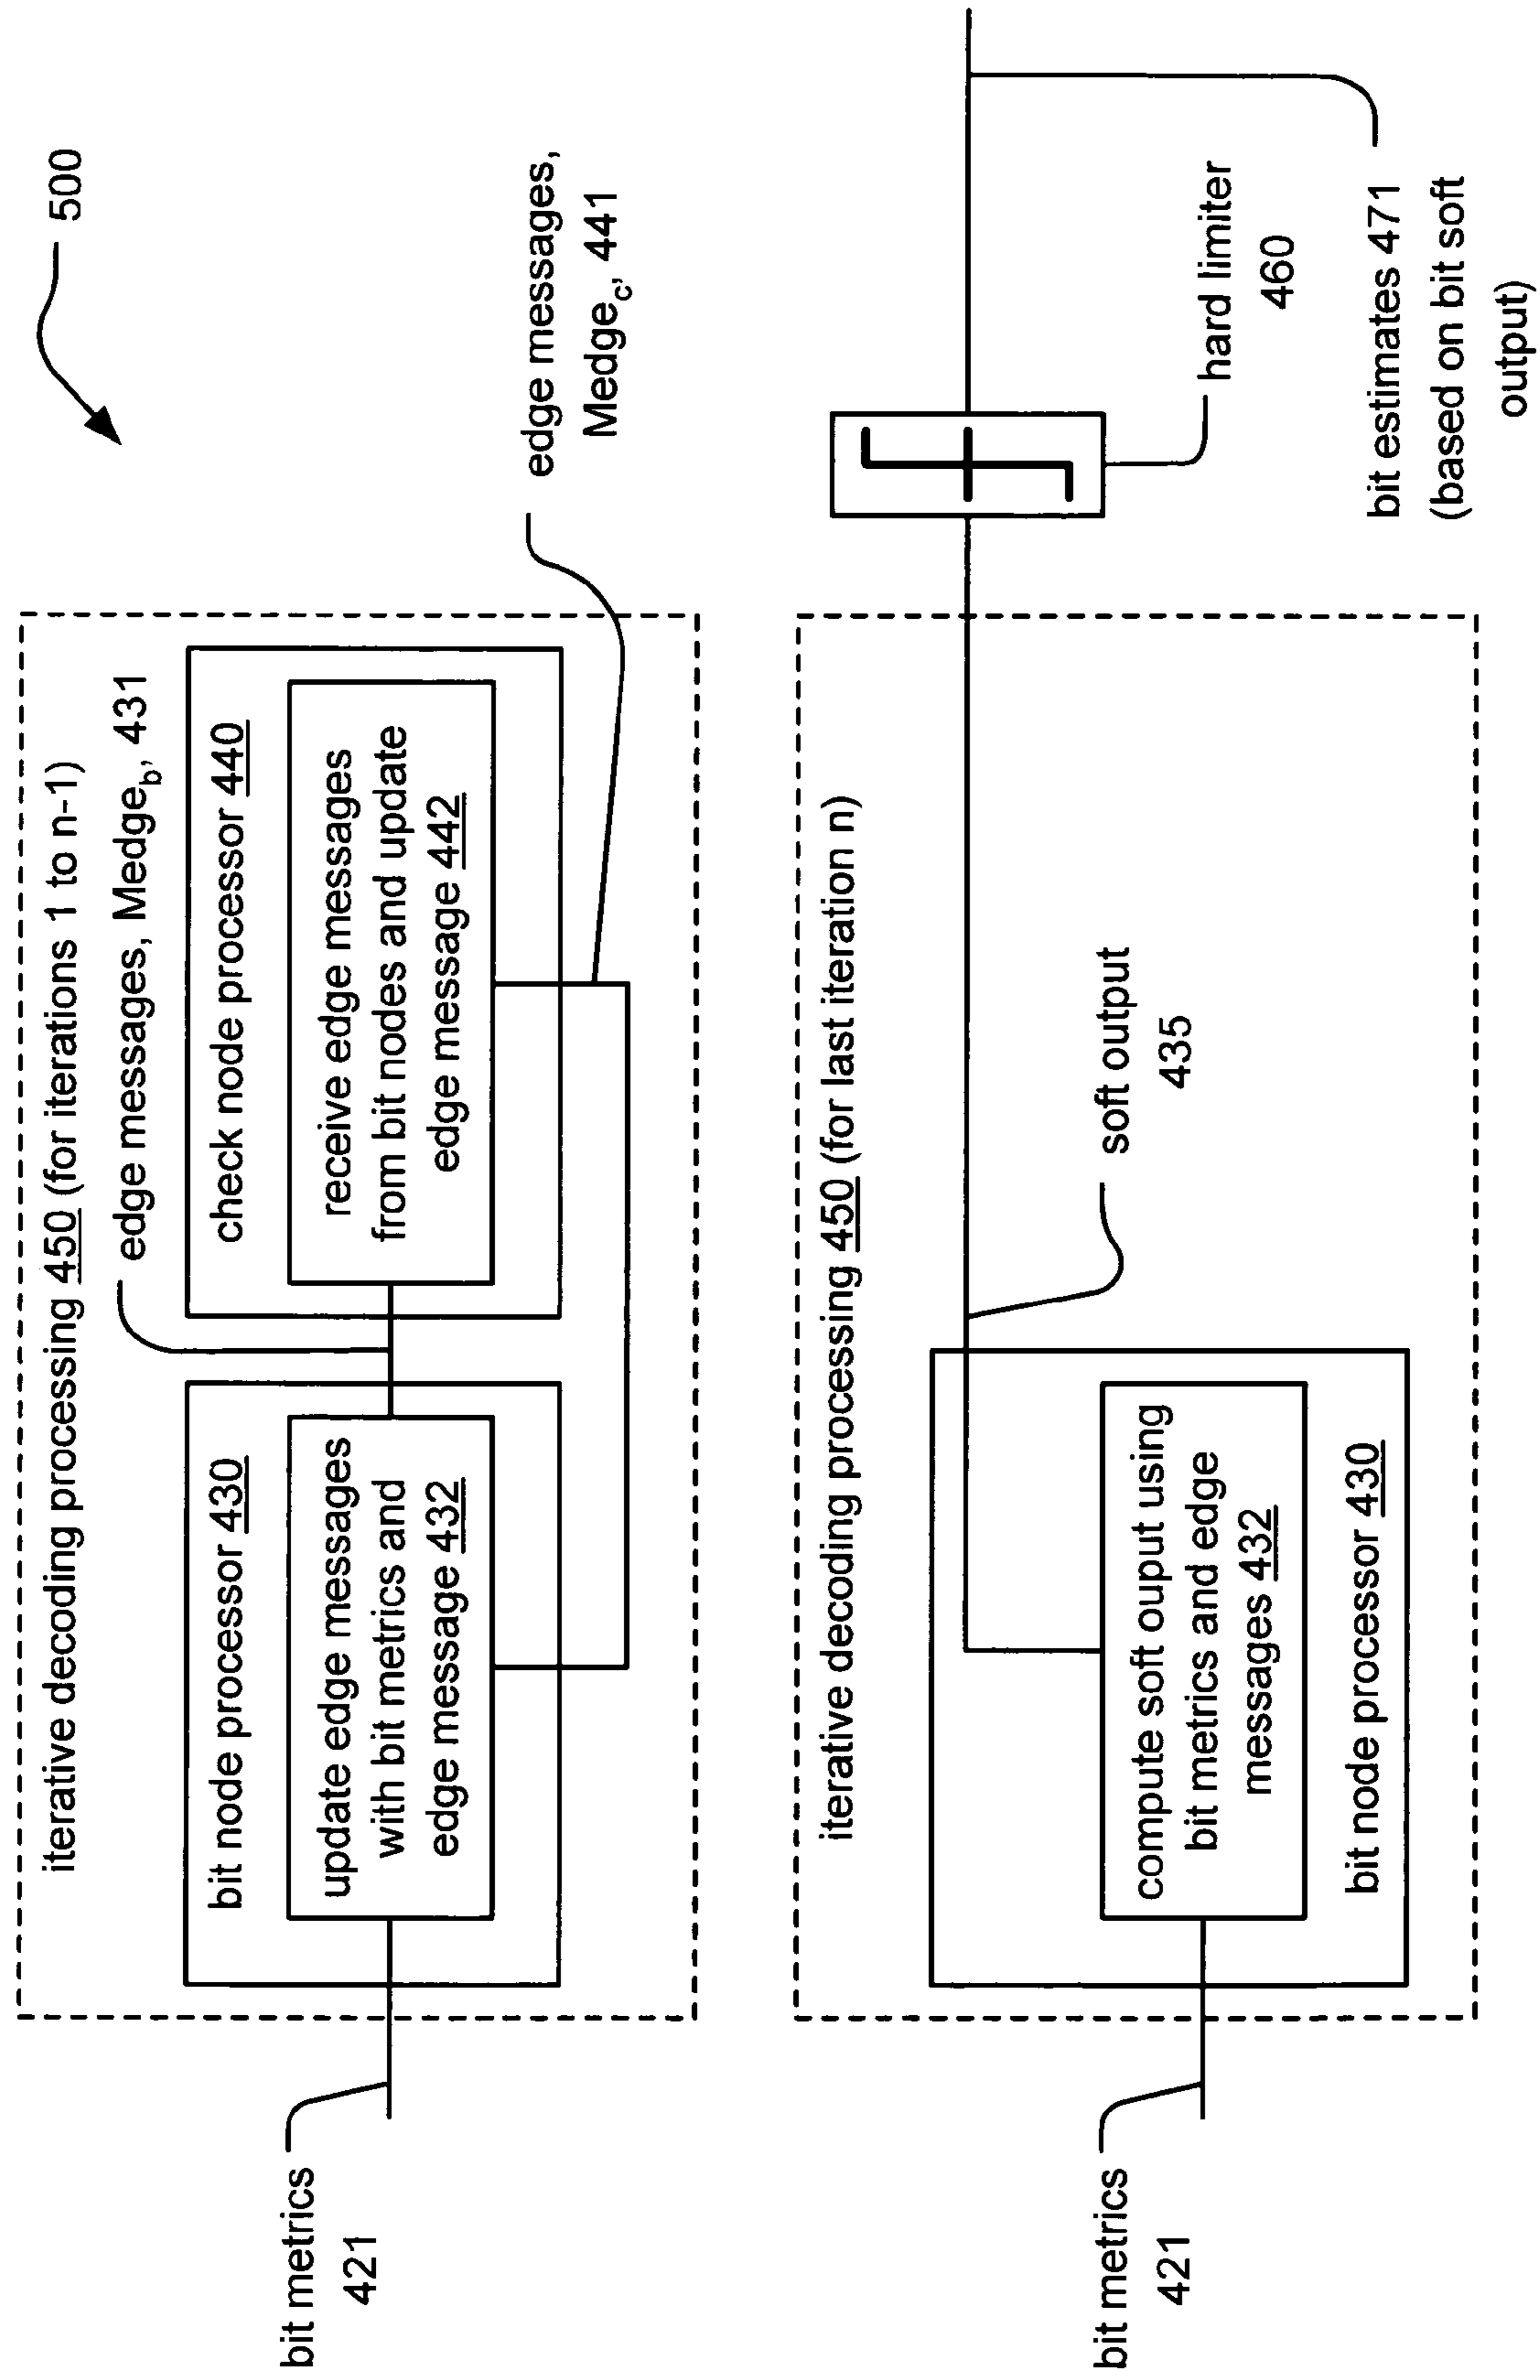 500
iterative decoding processing 450 (for iterations 1 to n-1)
edge messages, Medge_b, 431
bit node processor 430
update edge messages
with bit metrics and
edge message 432
check node processor 440
receive edge messages
from bit nodes and update
edge message 442
edge messages,
Medge_c, 441
bit metrics
421
iterative decoding processing 450 (for last iteration n)
compute soft ouput using
bit metrics and edge
messages 432
bit node processor 430
soft output
435
hard limiter
460
bit estimates 471
(based on bit soft
output)
bit metrics
421